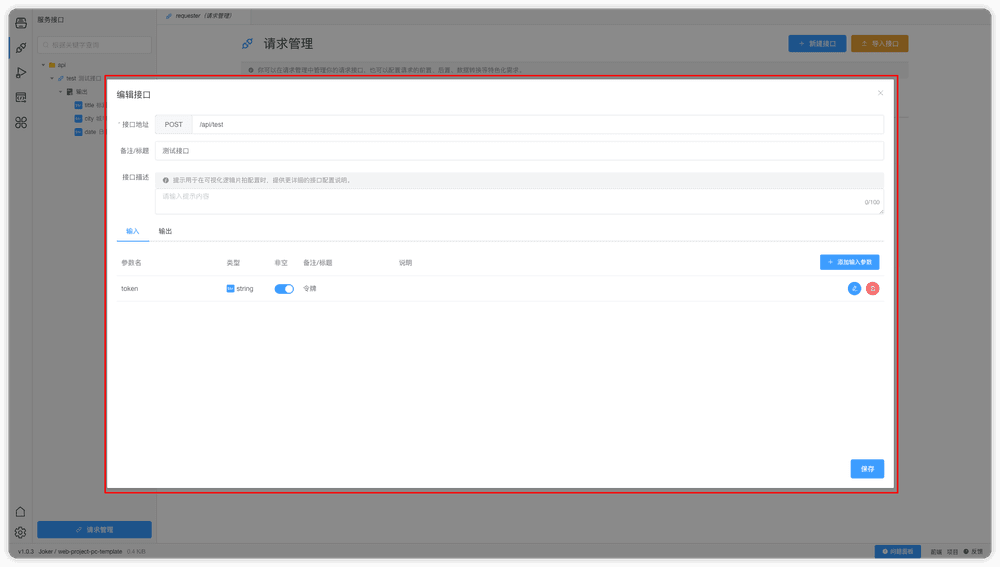 服务接口
requester（请求管理）
根据关键字查询
请求管理
+ 新建接口
导入接口
api
你可以在请求管理中管理你的请求接口，也可以配置请求的前置、后置、数据转换等特色化需求。
test 测试接口
输出
title
city
date
编辑接口
* 接口地址
POST
/api/test
备注/标题
测试接口
接口描述
提示用于在可视化逻辑片拍配置时，提供更详细的接口配置说明。
请输入提示内容
0/100
输入
输出
参数名
类型
非空
备注/标题
说明
+ 添加输入参数
token
string
令牌
保存
请求管理
v1.0.3
Joker / web-project-pc-template
0.4 MB
问题面板
前端
项目
反馈